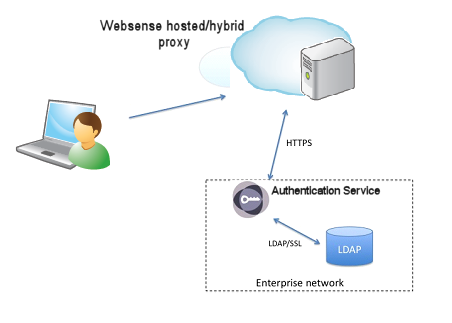 Websense hosted/hybrid
proxy
HTTPS
Authentication Service
LDAP/SSL
LDAP
Enterprise network